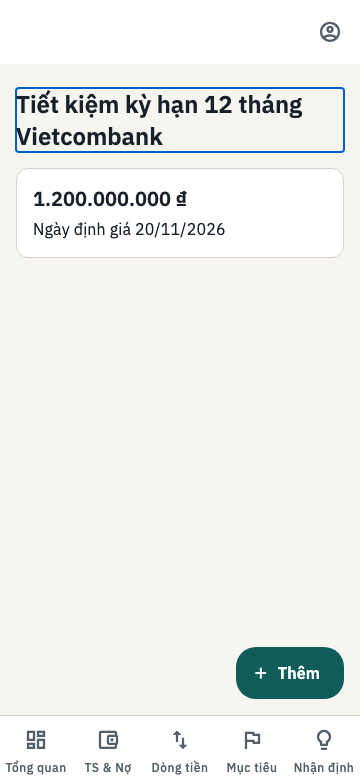 Tiết kiệm kỳ hạn 12 tháng
Vietcombank
1.200.000.000 ₫
Ngày định giá 20/11/2026
+ Thêm
Tổng quan
TS & Nợ
Dòng tiền
Mục tiêu
Nhận định